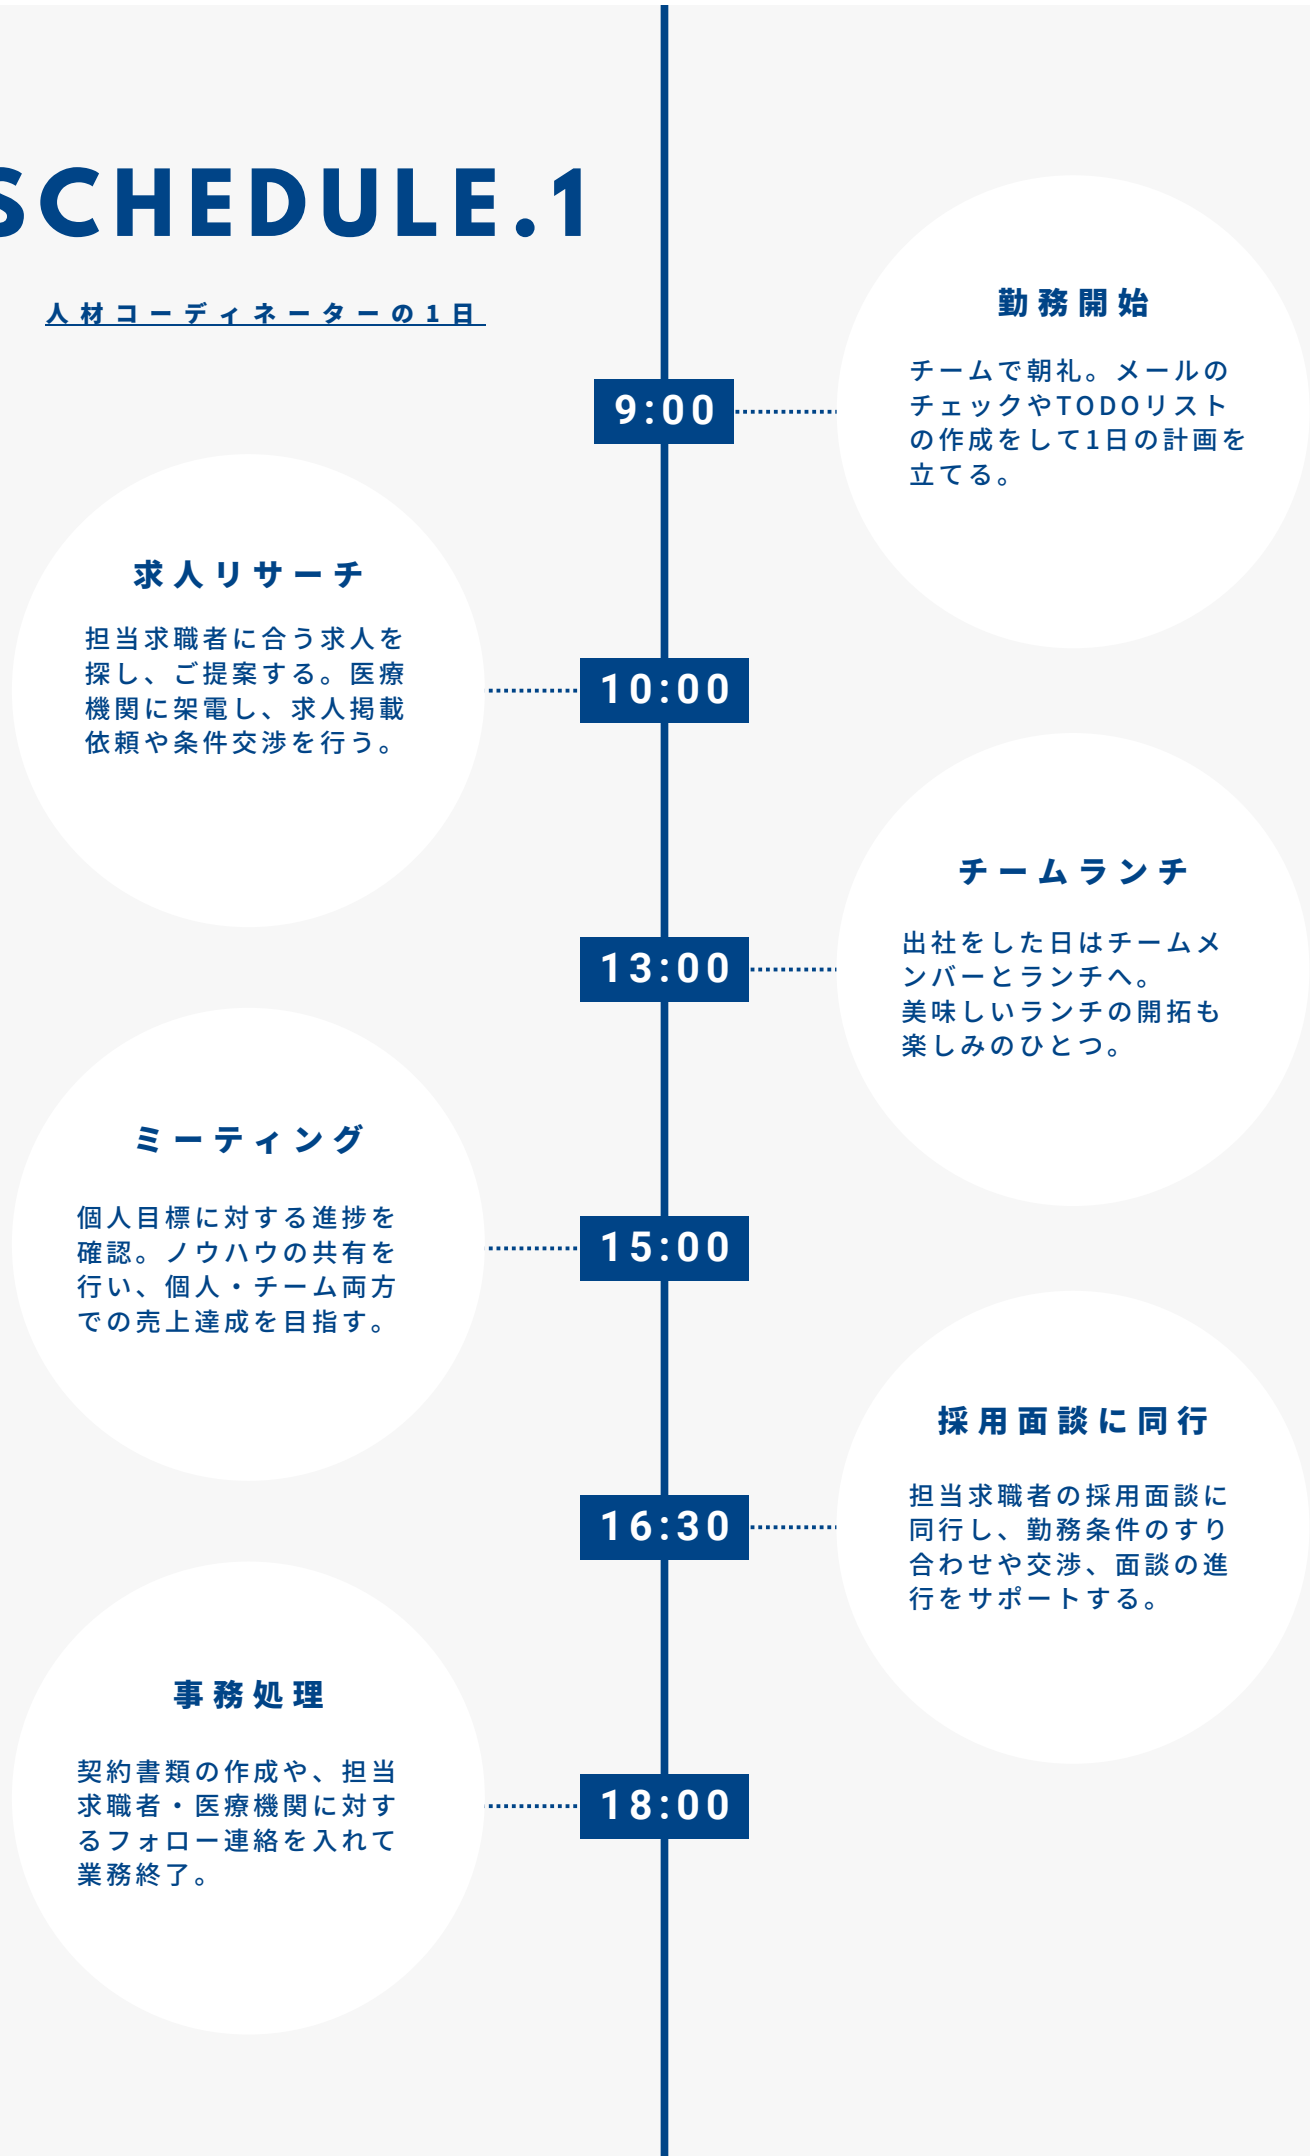 SCHEDULE.1
人材コーディネーターの1日
9:00
勤務開始
チームで朝礼。メールの
チェックやTODOリスト
の作成をして1日の計画を
立てる。
10:00
求人リサーチ
担当求職者に合う求人を
探し、ご提案する。医療
機関に架電し、求人掲載
依頼や条件交渉を行う。
13:00
チームランチ
出社をした日はチームメ
ンバーとランチへ。
美味しいランチの開拓も
楽しみのひとつ。
15:00
ミーティング
個人目標に対する進捗を
確認。ノウハウの共有を
行い、個人・チーム両方
での売上達成を目指す。
16:30
採用面談に同行
担当求職者の採用面談に
同行し、勤務条件のすり
合わせや交渉、面談の進
行をサポートする。
18:00
事務処理
契約書類の作成や、担当
求職者・医療機関に対す
るフォロー連絡を入れて
業務終了。